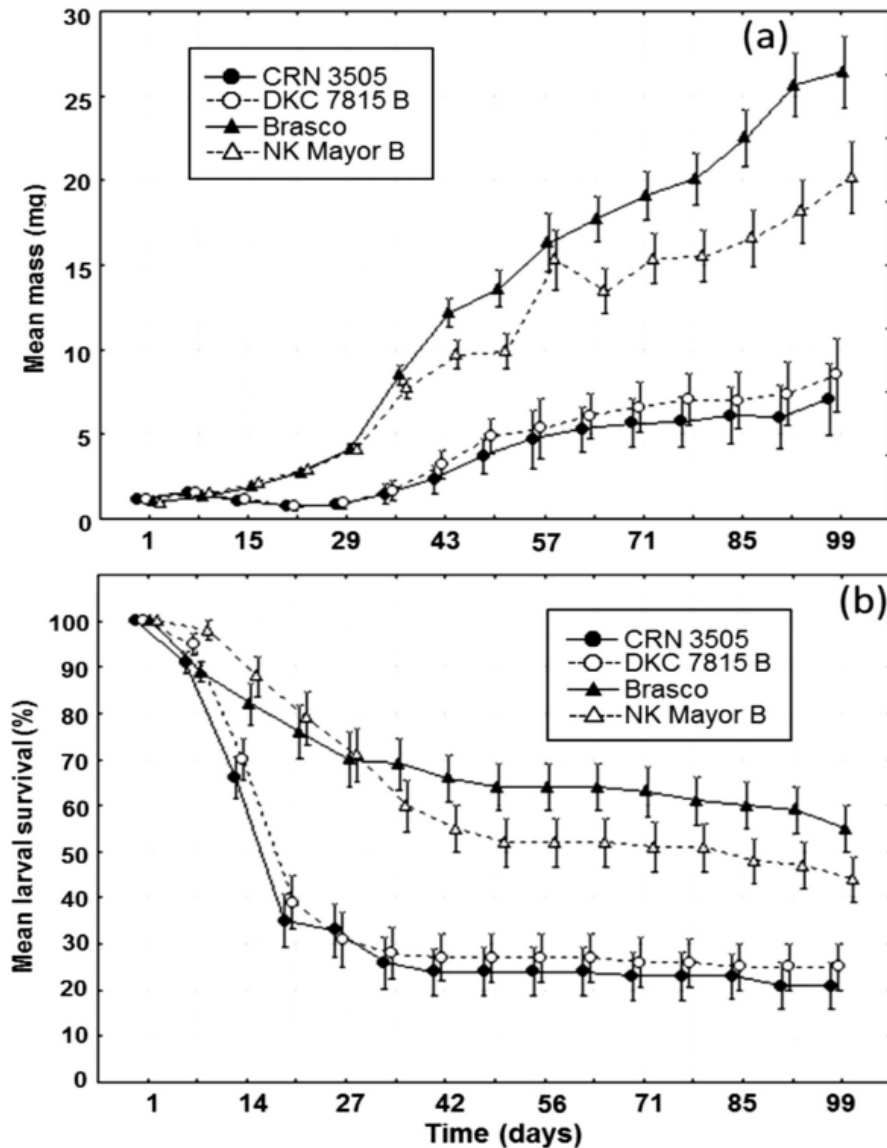 (a)
30
25
20
15
10
5
0
Mean mass (mq)
CRN 3505
DKC 7815 B
Brasco
NK Mayor B
1 15 29 43 57 71 85 99
(b)
100
90
80
70
60
50
40
30
20
10
0
Mean larval survival (%)
CRN 3505
DKC 7815 B
Brasco
NK Mayor B
1 14 27 42 56 71 84 99
Time (days)